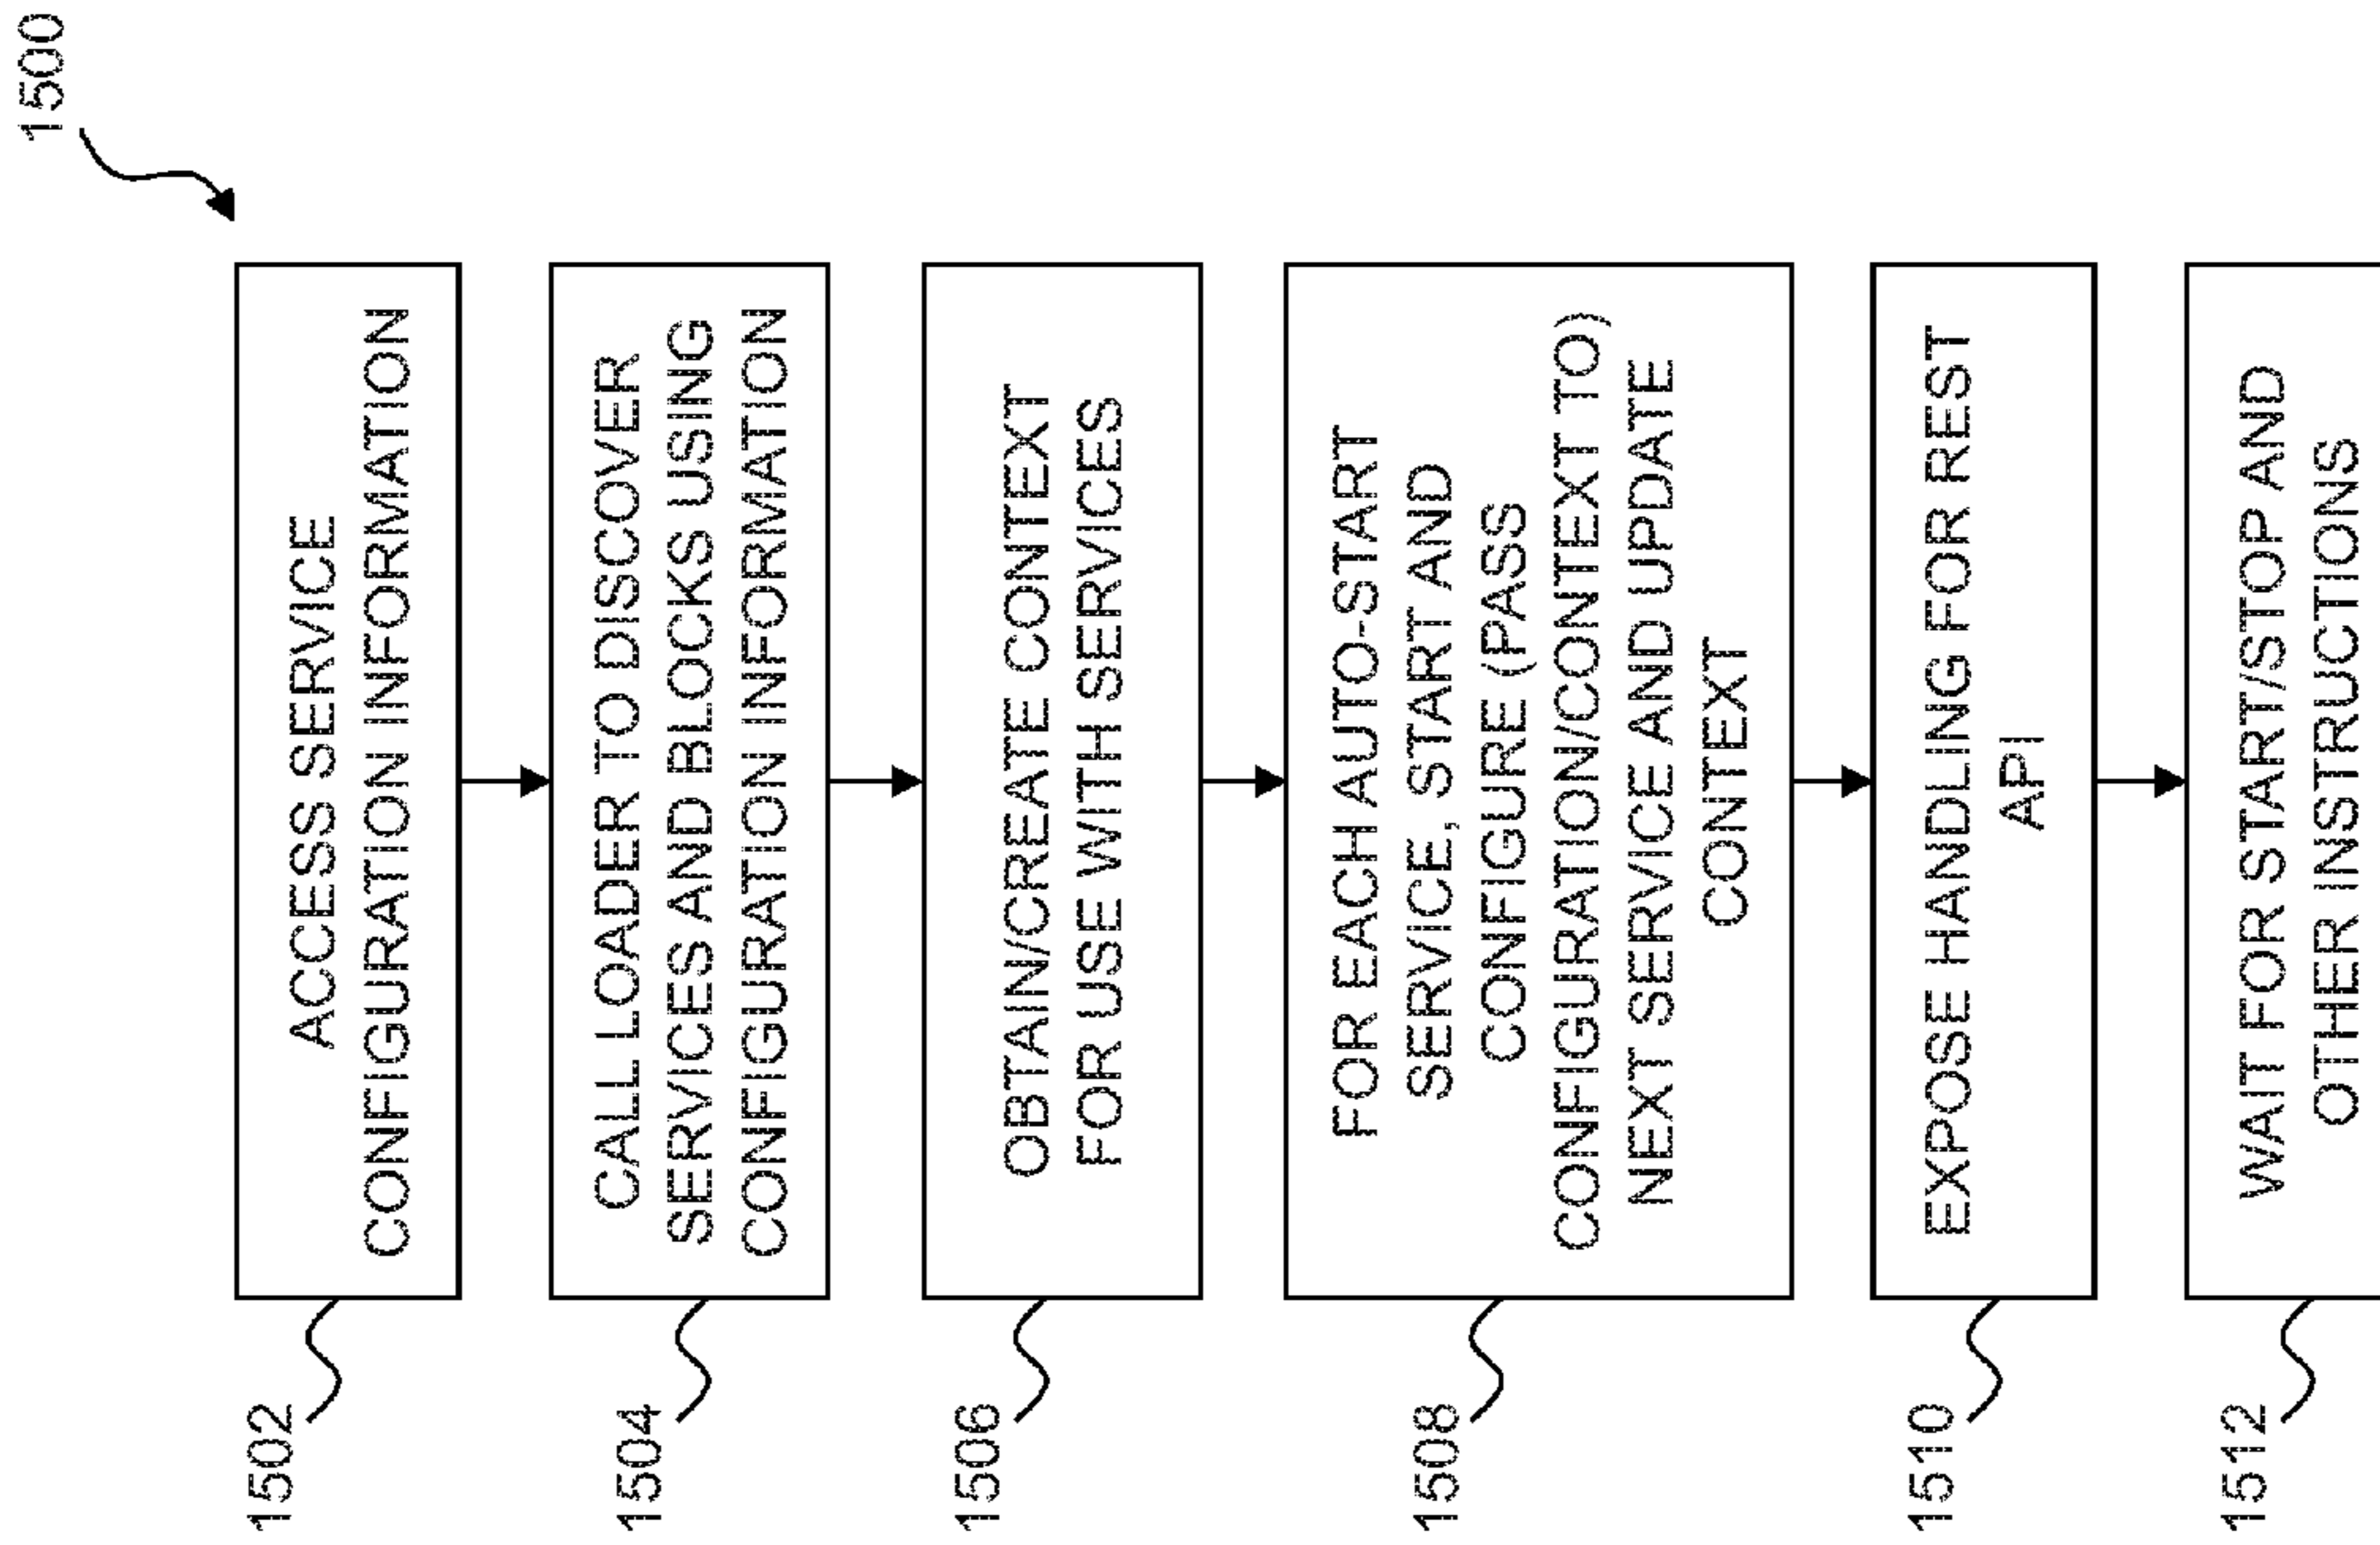 1500
1502
ACCESS SERVICE
CONFIGURATION INFORMATION
1504
CALL LOADER TO DISCOVER
SERVICES AND BLOCKS USING
CONFIGURATION INFORMATION
1506
OBTAIN/CREATE CONTEXT
FOR USE WITH SERVICES
1508
FOR EACH AUTO-START
SERVICE, START AND
CONFIGURE (PASS
CONFIGURATION/CONTEXT TO)
NEXT SERVICE AND UPDATE
CONTEXT
1510
EXPOSE HANDLING FOR REST
API
1512
WAIT FOR START/STOP AND
OTHER INSTRUCTIONS